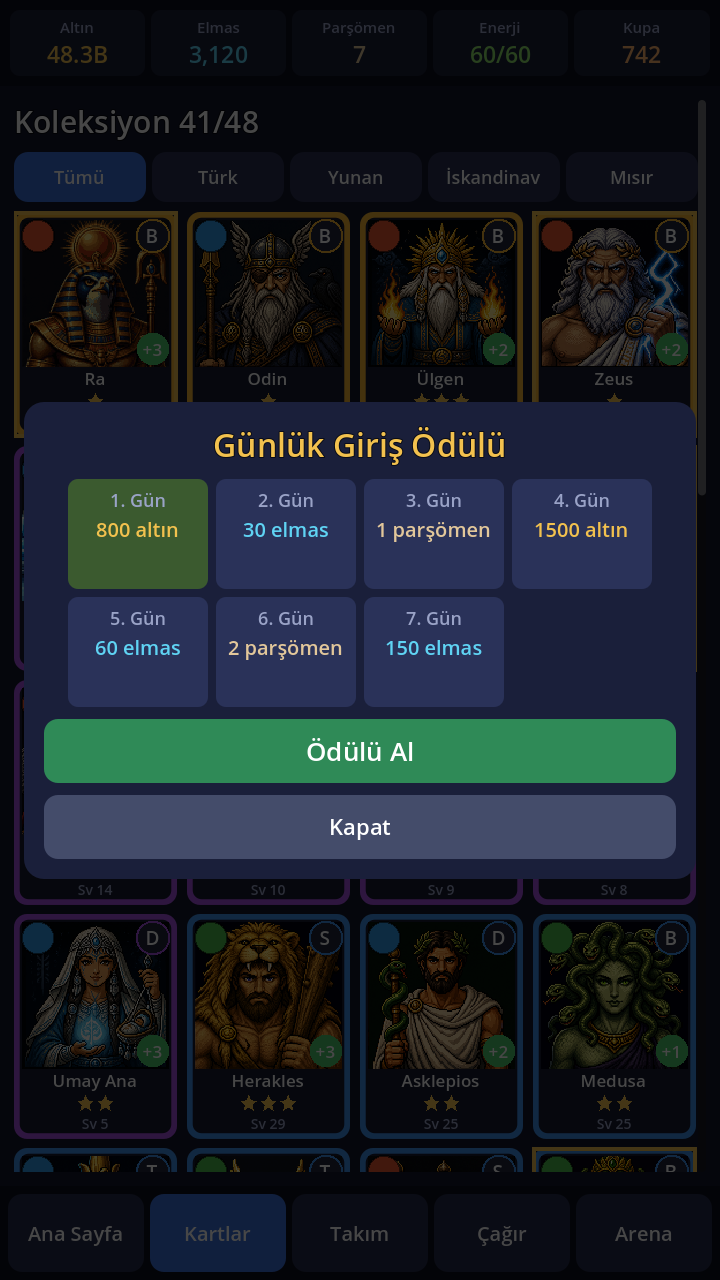 Altın
Elmas
Parşömen
Enerji
Kupa
48.3B
3,120
7
60/60
742
Koleksiyon 41/48
Tümü
Türk
Yunan
İskandinav
Mısır
B
B
B
B
+3
+2
+2
Ra
Odin
Ülgen
Zeus
Günlük Giriş Ödülü
1. Gün
2. Gün
3. Gün
4. Gün
800 altın
30 elmas
1 parşömen
1500 altın
5. Gün
6. Gün
7. Gün
60 elmas
2 parşömen
150 elmas
Ödülü Al
Kapat
Sv 14
Sv 10
Sv 9
Sv 8
D
S
D
B
+3
+3
+2
+1
Umay Ana
Herakles
Asklepios
Medusa
Sv 5
Sv 29
Sv 25
Sv 25
T
T
S
B
Ana Sayfa
Kartlar
Takım
Çağır
Arena